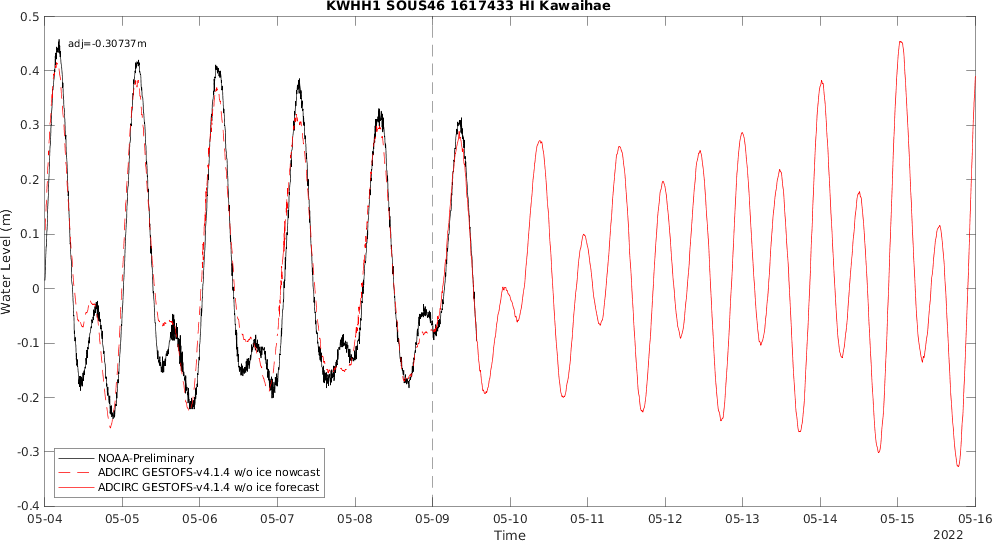 KWHH1 SOUS46 1617433 HI Kawaihae
adj=-0.30737m
0.5
0.4
0.3
0.2
0.1
0
-0.1
-0.2
-0.3
-0.4
Water Level (m)
NOAA-Preliminary
ADCIRC GESTOFS-v4.1.4 w/o ice nowcast
ADCIRC GESTOFS-v4.1.4 w/o ice forecast
05-04 05-05 05-06 05-07 05-08 05-09 05-10 05-11 05-12 05-13 05-14 05-15 05-16
Time
2022